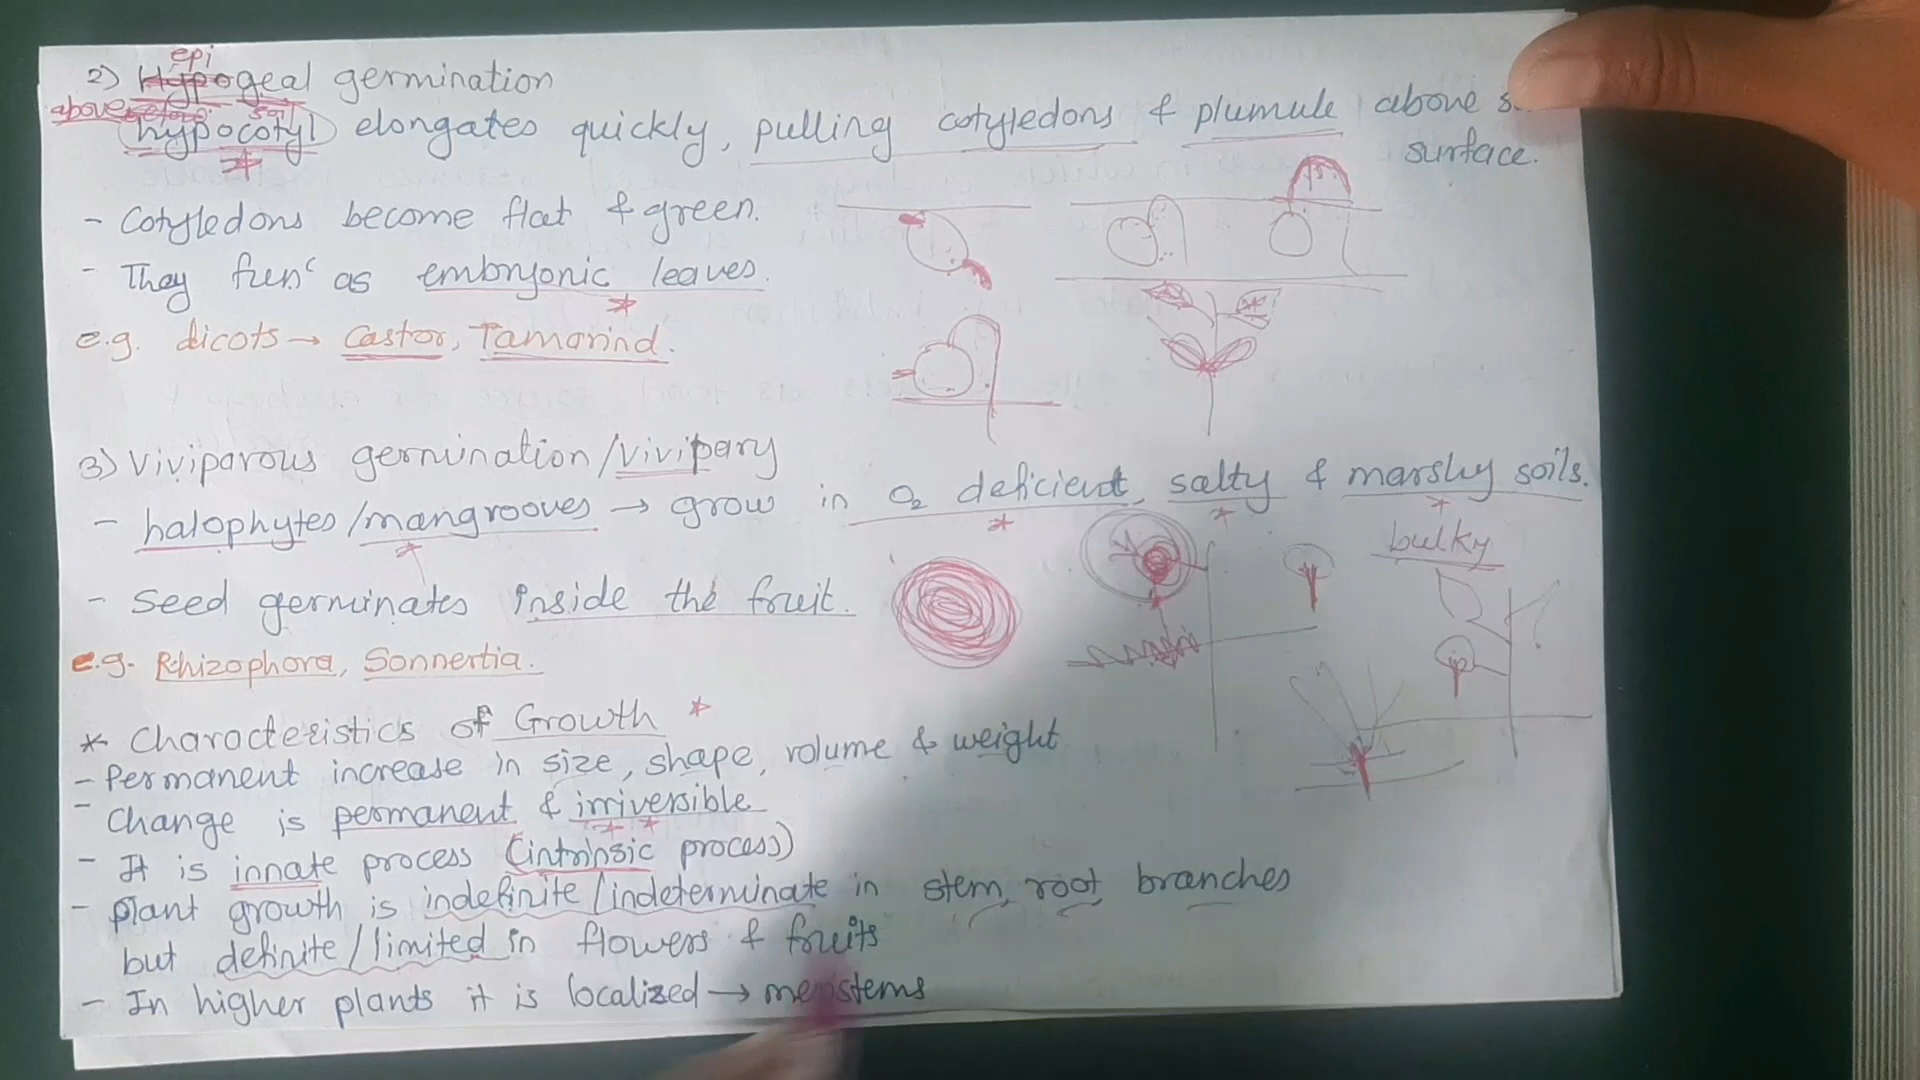 epi
2) Hypogeal germination
above soil
hypocotyl elongates quickly, pulling cotyledons & plumule above s
surface.
- Cotyledons become flat & green.
- They func as embryonic leaves.
e.g. dicots → Castor, Tamarind.
3) Viviparous germination/vivipary
- halophytes/mangrooves → grow in O2 deficient, salty & marshy soils.
bulky
- Seed germinates inside the fruit.
e.g. Rhizophora, Sonnertia.
* Characteristics of Growth *
- Permanent increase in size, shape, volume & weight
- Change is permanent & irriversible
- It is innate process (intrinsic process)
- Plant growth is indefinite/indeterminate in stem, root, branches
but definite/limited in flowers & fruits
- In higher plants it is localized → meristems